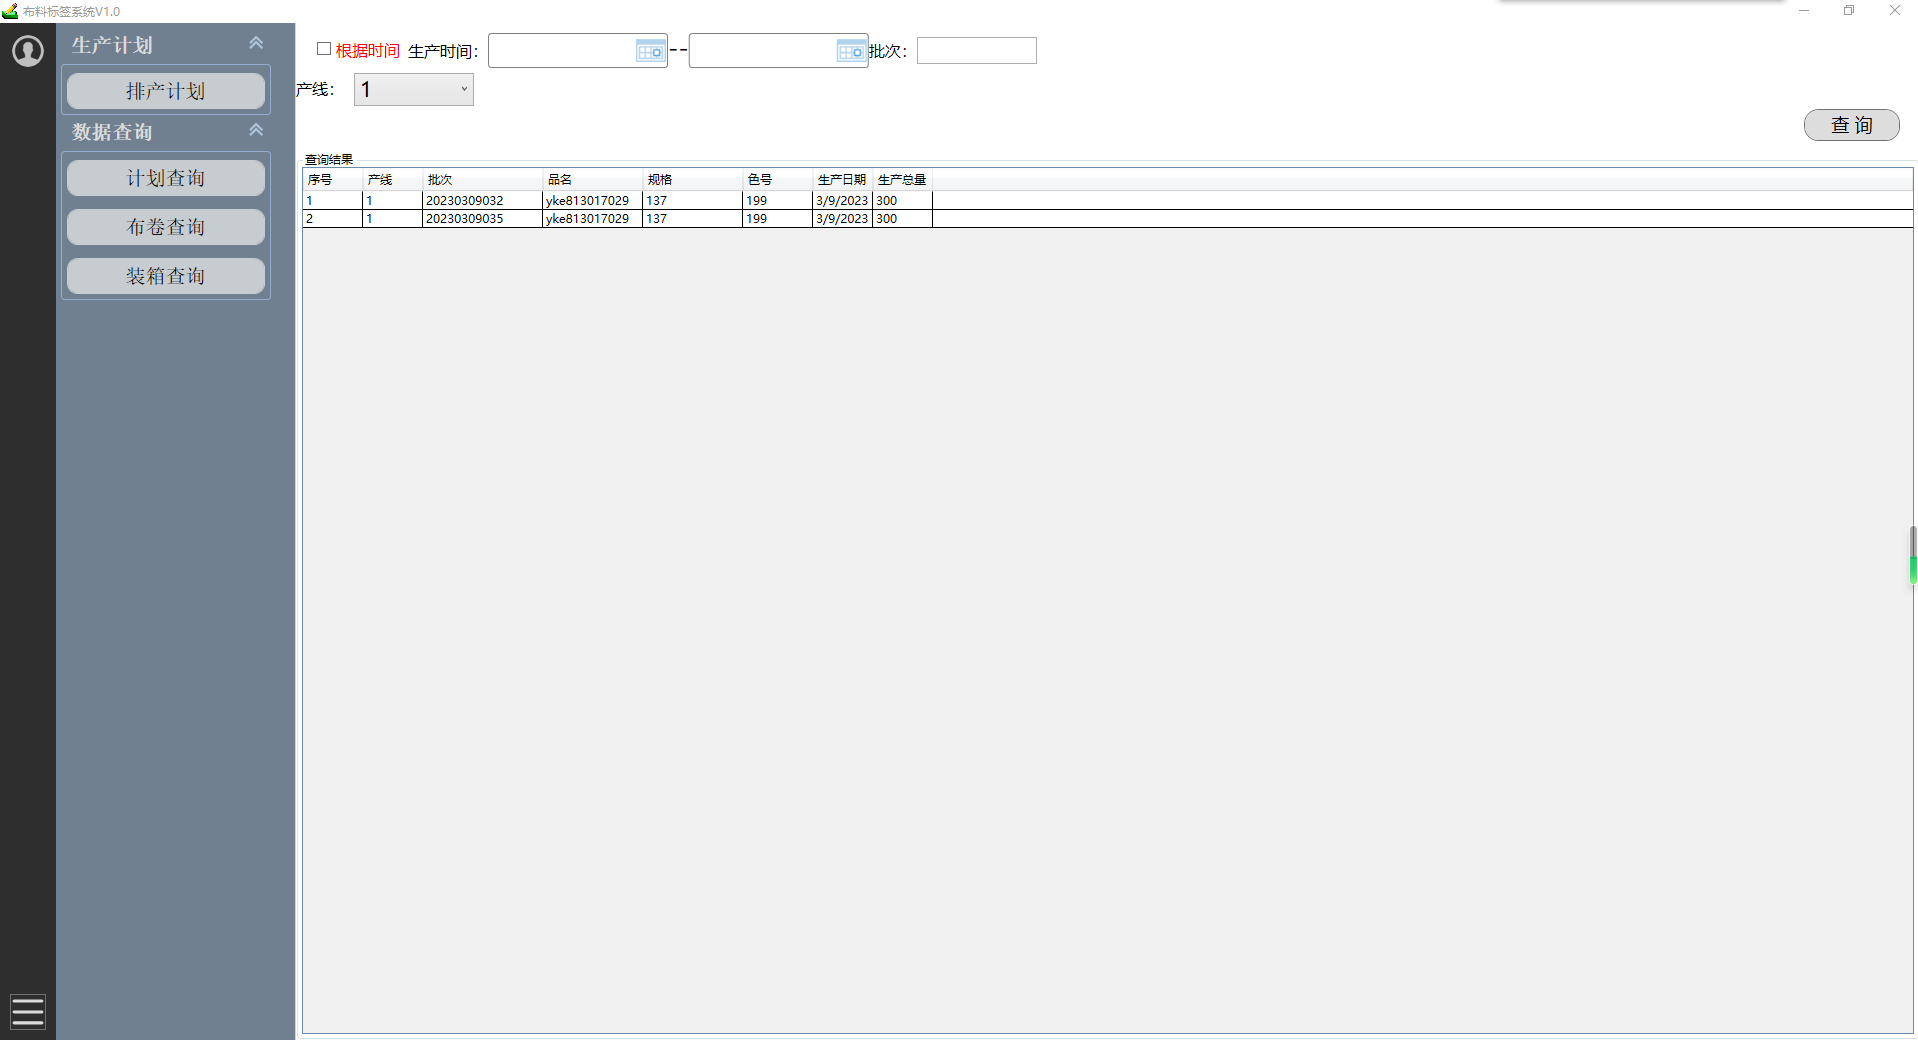 布料标签系统V1.0
生产计划
排产计划
数据查询
计划查询
布卷查询
装箱查询
根据时间 生产时间: -- 批次:
产线: 1
查 询
查询结果
序号 产线 批次 品名 规格 色号 生产日期 生产总量
1 1 20230309032 yke813017029 137 199 3/9/2023 300
2 1 20230309035 yke813017029 137 199 3/9/2023 300